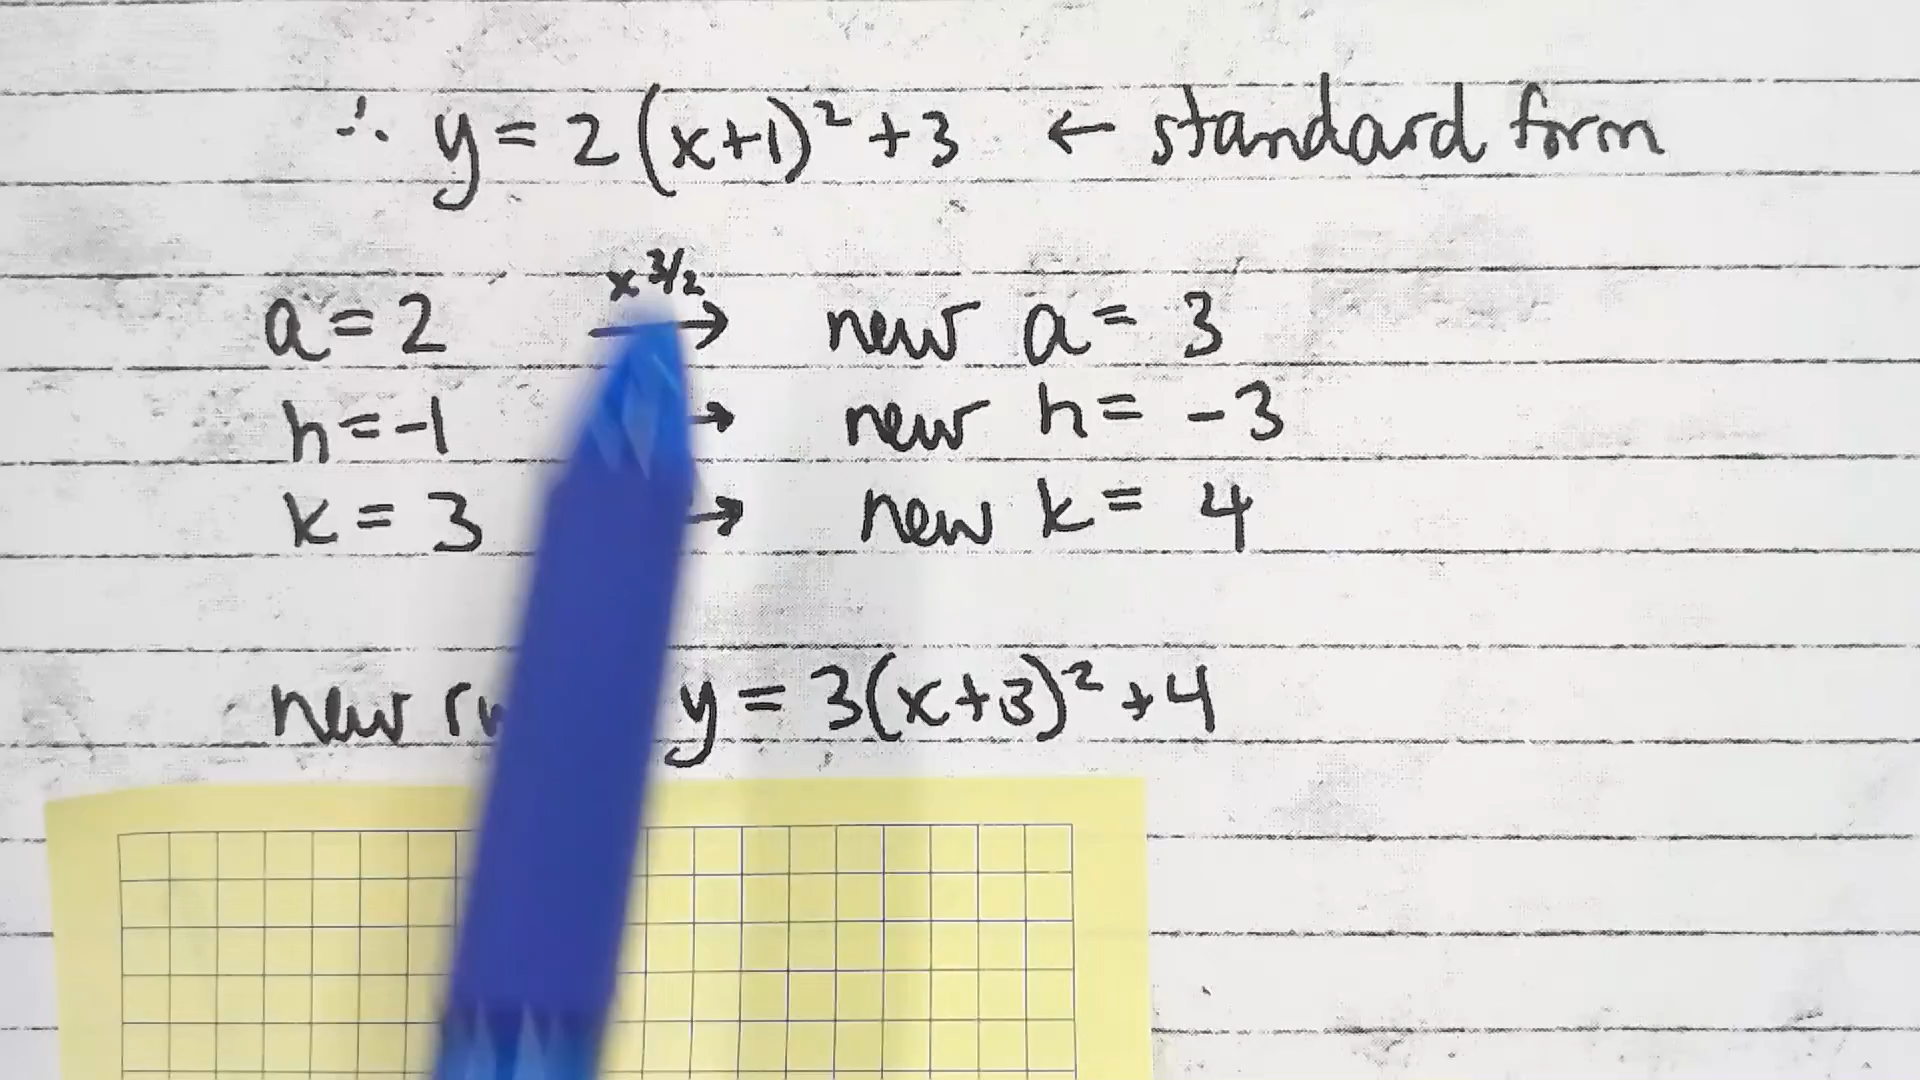 ∴ y = 2(x+1)² + 3 ← standard form
x 3/2
a = 2 → new a = 3
h = -1 → new h = -3
k = 3 → new k = 4
new y = 3(x+3)² + 4